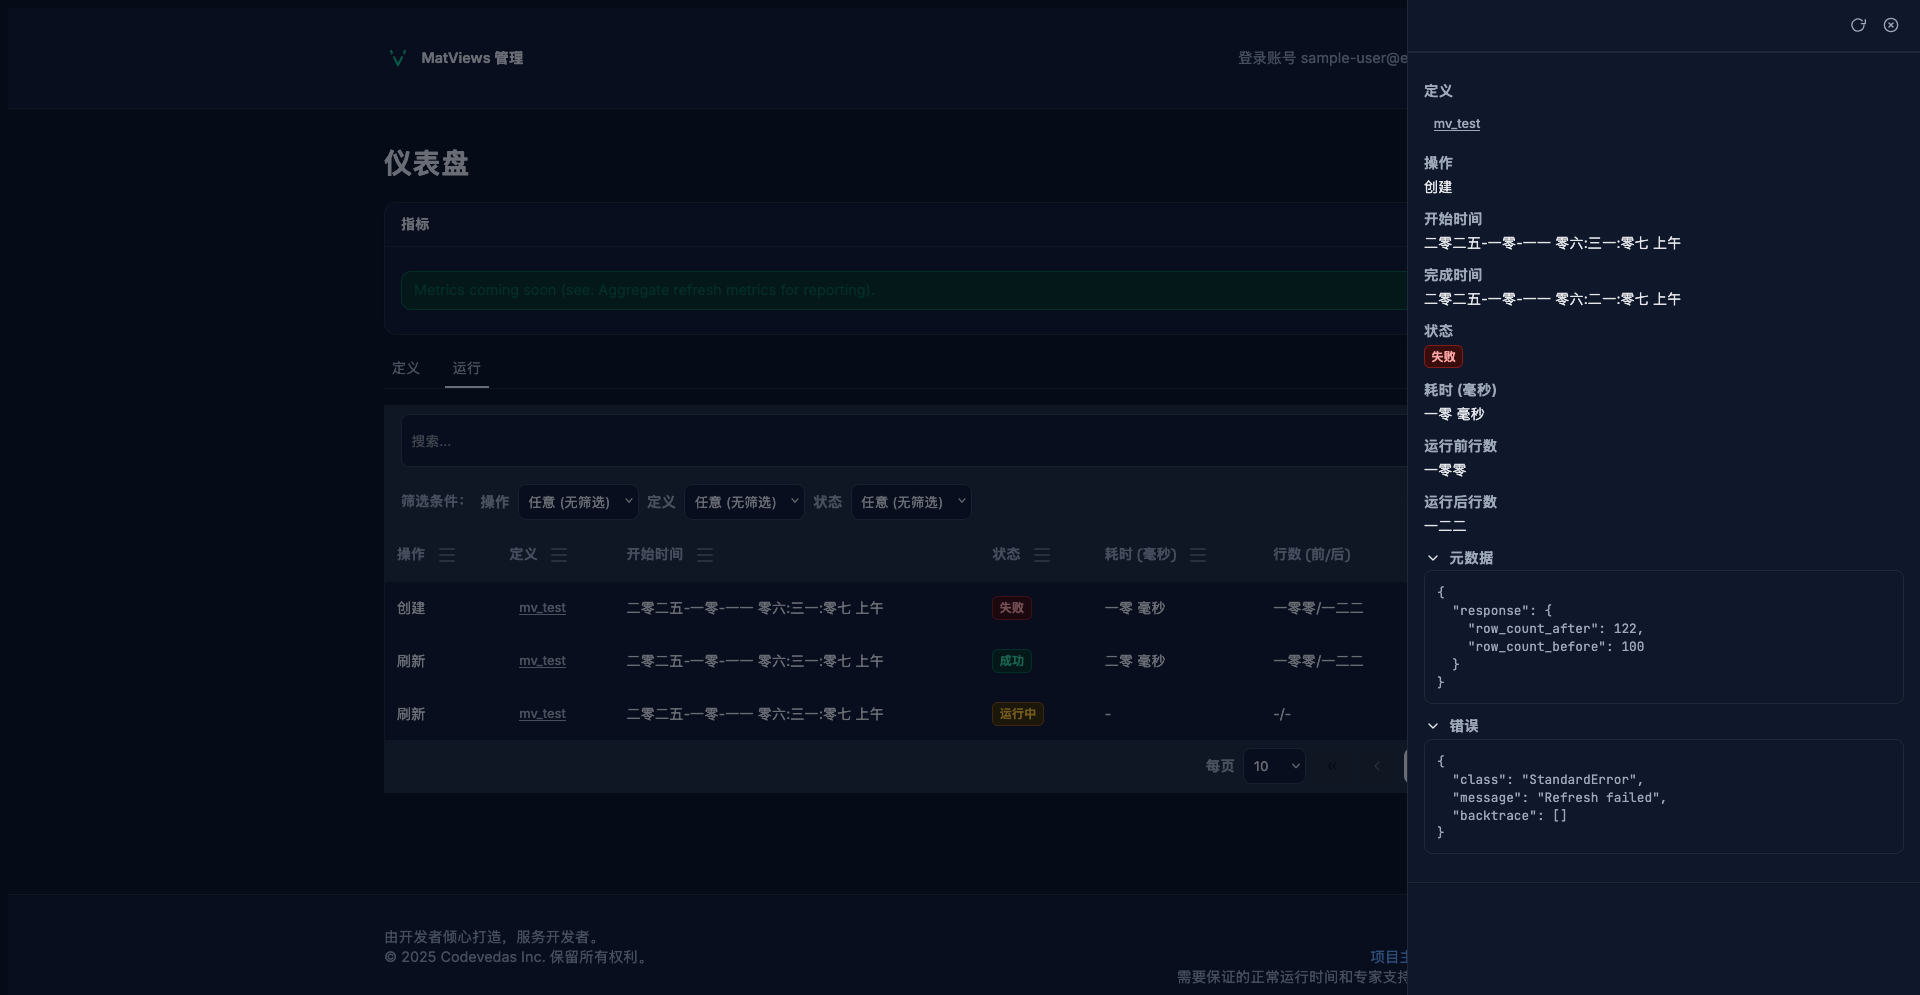 MatViews 管理
登录账号 sample-user@e
仪表盘
指标
Metrics coming soon (see: Aggregate refresh metrics for reporting).
定义 运行
搜索...
筛选条件： 操作 任意 (无筛选) 定义 任意 (无筛选) 状态 任意 (无筛选)
操作 定义 开始时间 状态 耗时 (毫秒) 行数 (前/后)
创建 mv_test 二零二五-一零-一一 零六:三一:零七 上午 失败 一零 毫秒 一零零/一二二
刷新 mv_test 二零二五-一零-一一 零六:三一:零七 上午 成功 二零 毫秒 一零零/一二二
刷新 mv_test 二零二五-一零-一一 零六:三一:零七 上午 运行中 - -/-
每页 10
由开发者倾心打造，服务开发者。
© 2025 Codevedas Inc. 保留所有权利。
项目主
需要保证的正常运行时间和专家支持
定义
mv_test
操作
创建
开始时间
二零二五-一零-一一 零六:三一:零七 上午
完成时间
二零二五-一零-一一 零六:二一:零七 上午
状态
失败
耗时 (毫秒)
一零 毫秒
运行前行数
一零零
运行后行数
一二二
元数据
{
"response": {
"row_count_after": 122,
"row_count_before": 100
}
}
错误
{
"class": "StandardError",
"message": "Refresh failed",
"backtrace": []
}